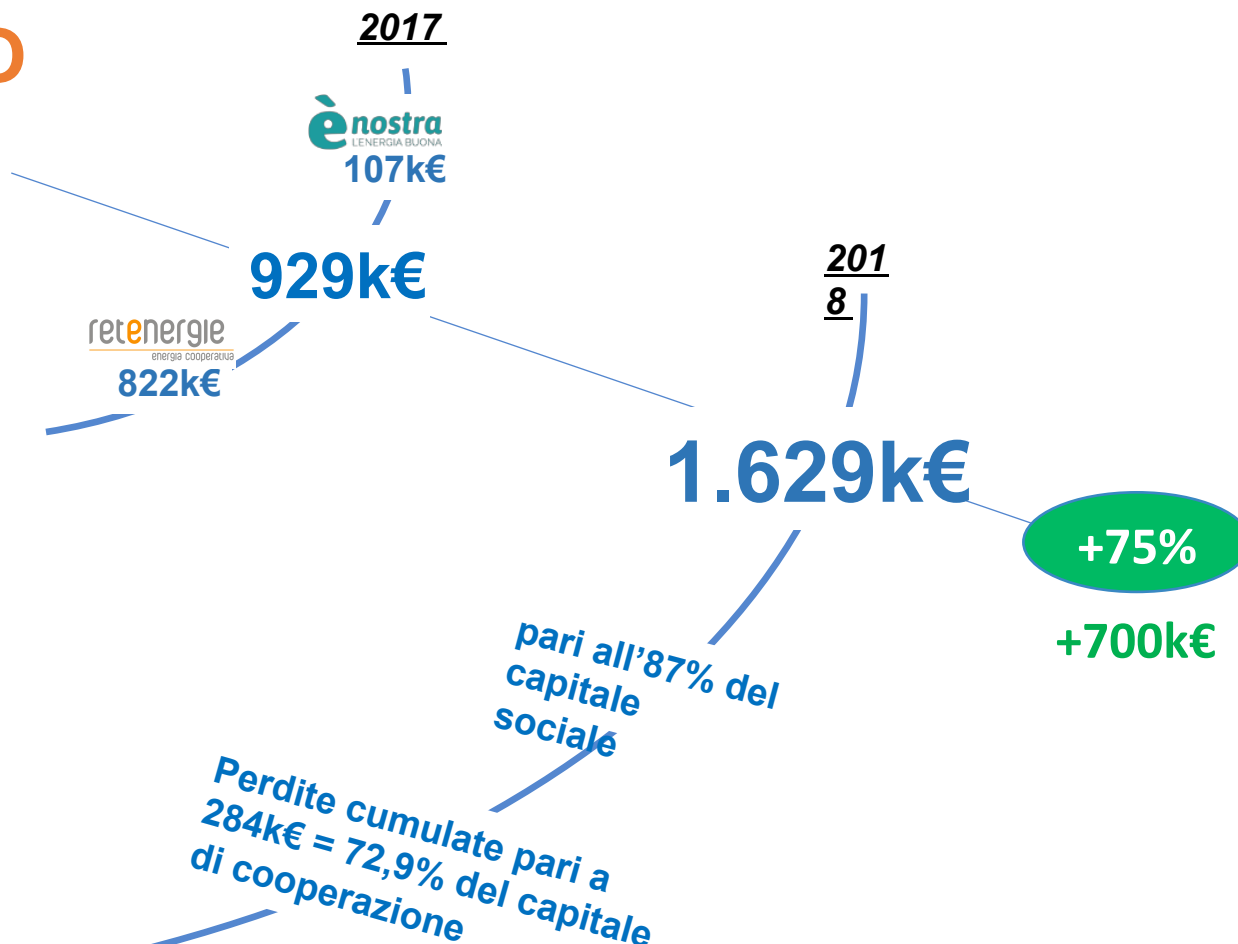 O
2017
è nostra
L'ENERGIA BUONA
107k€
929k€
retenergie
energia cooperativa
822k€
201
8
1.629k€
+75%
+700k€
pari all’87% del
capitale
sociale
Perdite cumulate pari a
284k€ = 72,9% del capitale
di cooperazione